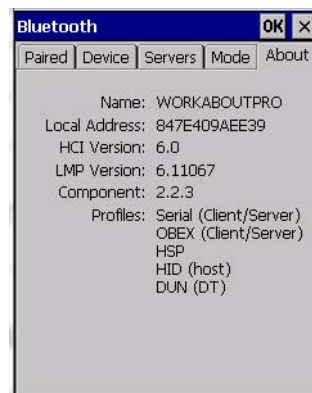 Bluetooth OK ×
Paired Device Servers Mode About
Name: WORKABOUTPRO
Local Address: 847E409AEE39
HCI Version: 6.0
LMP Version: 6.11067
Component: 2.2.3
Profiles: Serial (Client/Server)
OBEX (Client/Server)
HSP
HID (host)
DUN (DT)